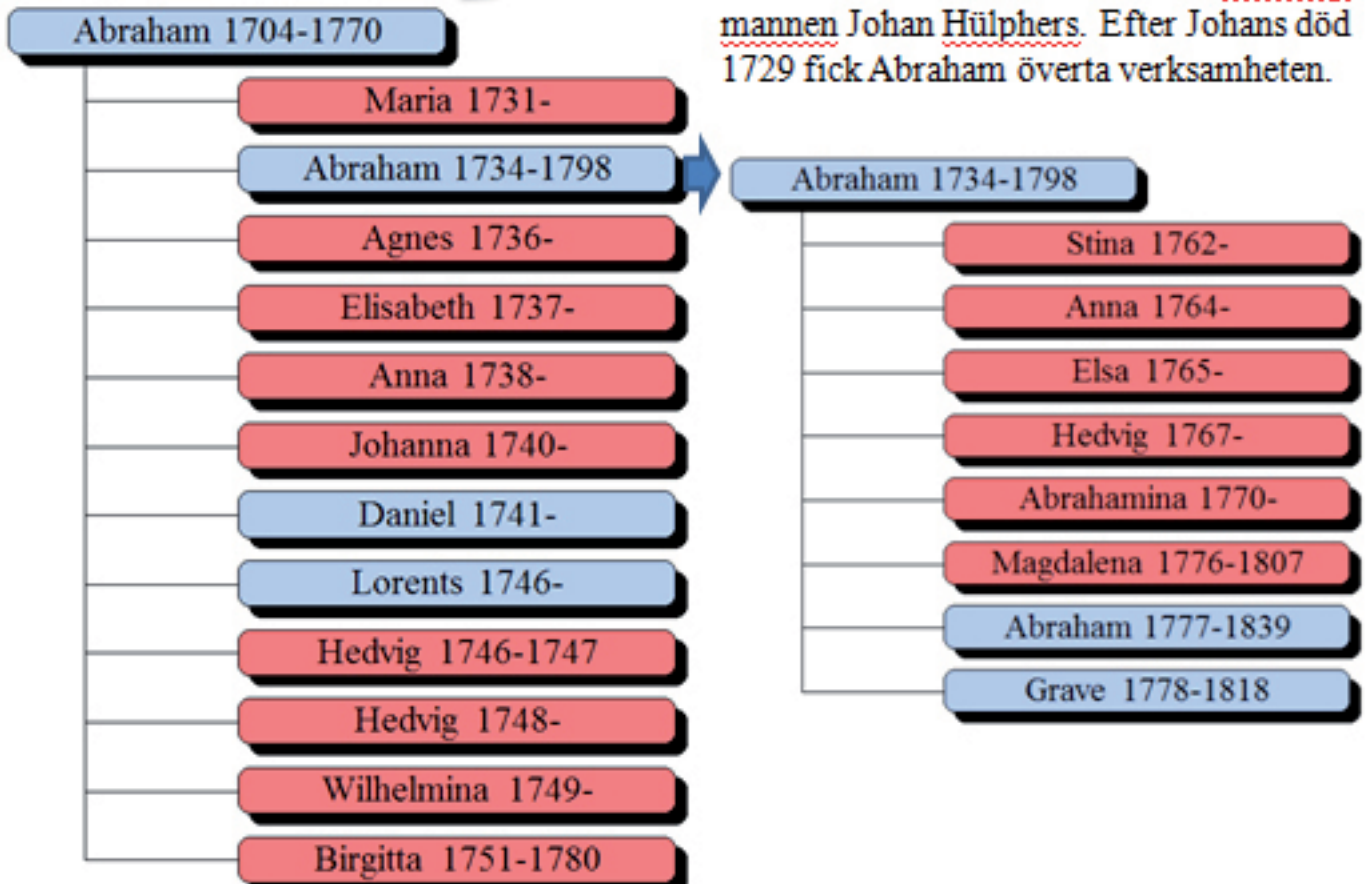 mannen Johan Hülphers. Efter Johans död
1729 fick Abraham överta verksamheten.
Abraham 1704-1770
Maria 1731-
Abraham 1734-1798
Agnes 1736-
Elisabeth 1737-
Anna 1738-
Johanna 1740-
Daniel 1741-
Lorents 1746-
Hedvig 1746-1747
Hedvig 1748-
Wilhelmina 1749-
Birgitta 1751-1780
Abraham 1734-1798
Stina 1762-
Anna 1764-
Elsa 1765-
Hedvig 1767-
Abrahamina 1770-
Magdalena 1776-1807
Abraham 1777-1839
Grave 1778-1818